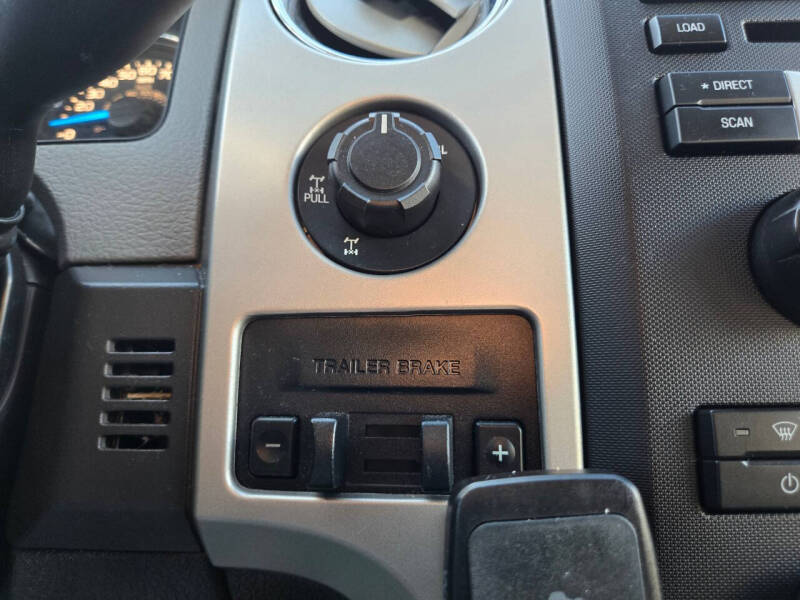 LOAD
* DIRECT
SCAN
PULL
TRAILER BRAKE
- +